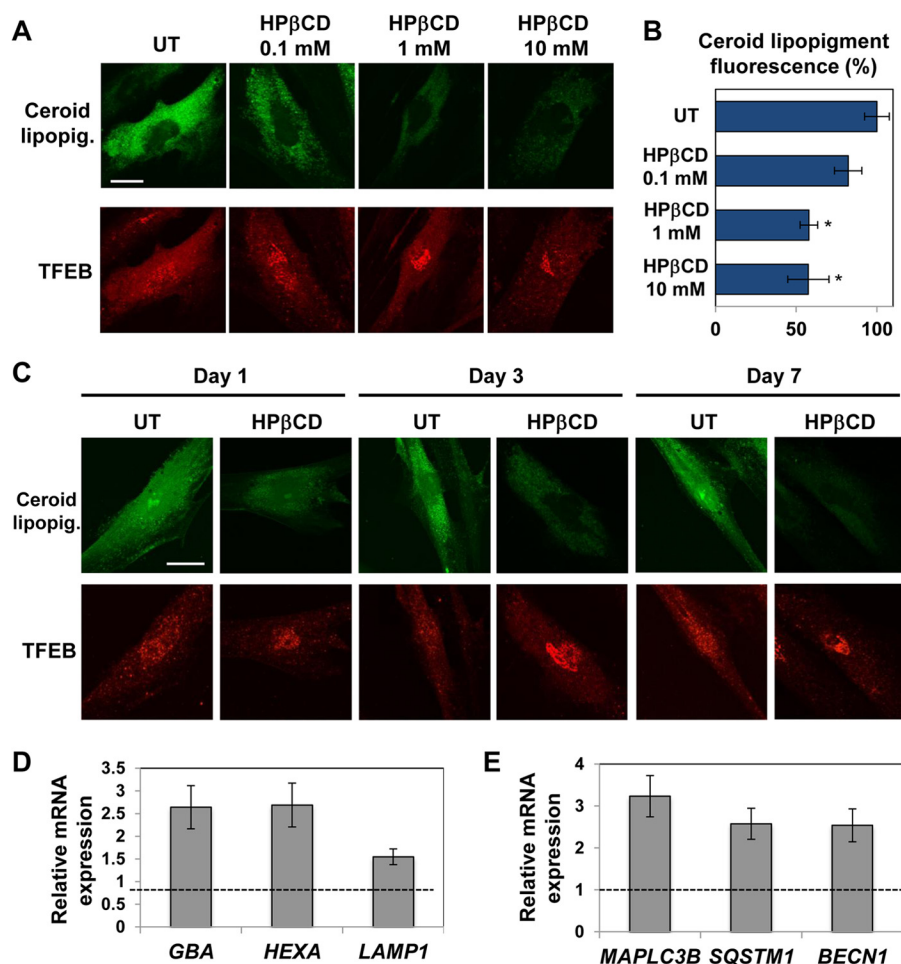 A
UT
HPβCD
0.1 mM
HPβCD
1 mM
HPβCD
10 mM
Ceroid
lipopig.
TFEB
B
Ceroid lipopigment
fluorescence (%)
UT
HPβCD
0.1 mM
HPβCD
1 mM
*
HPβCD
10 mM
*
0 50 100
C
Day 1 Day 3 Day 7
UT HPβCD UT HPβCD UT HPβCD
Ceroid
lipopig.
TFEB
D
Relative mRNA
expression
3.5
3
2.5
2
1.5
1
0.5
0
GBA HEXA LAMP1
E
Relative mRNA
expression
4
3
2
1
0
MAPLC3B SQSTM1 BECN1